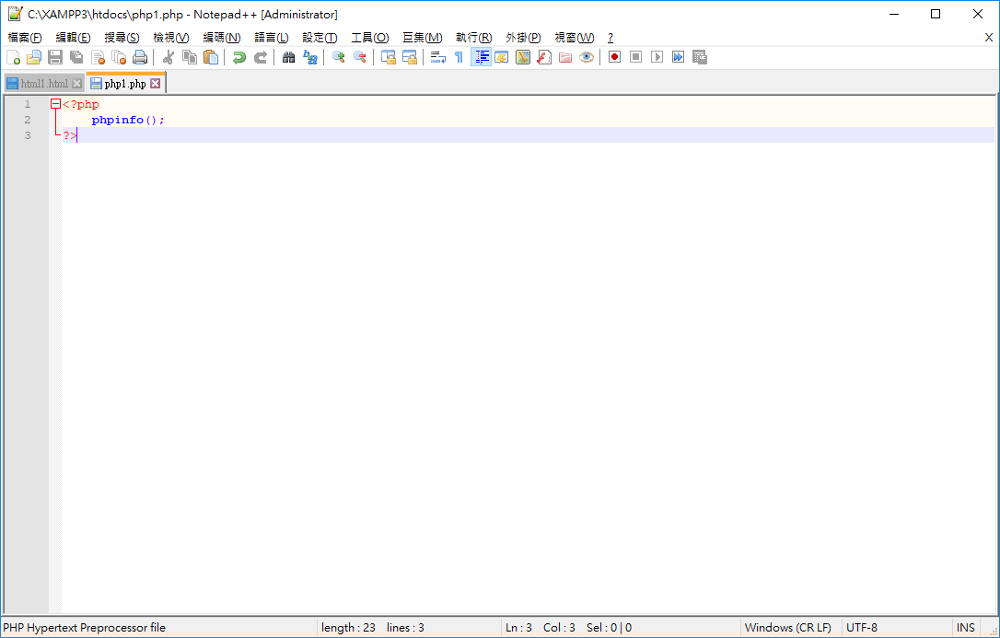 C:\XAMPP3\htdocs\php1.php - Notepad++ [Administrator]
檔案(F) 編輯(E) 搜尋(S) 檢視(V) 編碼(N) 語言(L) 設定(T) 工具(O) 巨集(M) 執行(R) 外掛(P) 視窗(W) ? X
html1.html php1.php
1 <?php
2 phpinfo();
3 ?>
PHP Hypertext Preprocessor file length : 23 lines : 3 Ln : 3 Col : 3 Sel : 0 | 0 Windows (CR LF) UTF-8 INS